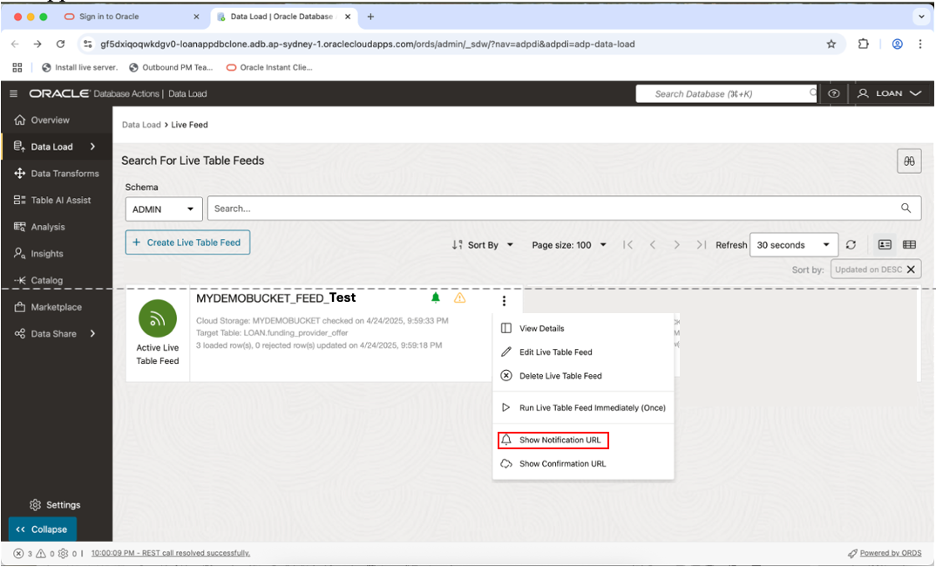 Sign in to Oracle
Data Load | Oracle Database
gf5dxiqoqwkdgv0-loanappdbclone.adb.ap-sydney-1.oraclecloudapps.com/ords/admin/_sdw/?nav=adpdi&adpdi=adp-data-load
Install live server.
Outbound PM Tea...
Oracle Instant Clie...
ORACLE Database Actions | Data Load
Search Database (⌘+K)
LOAN
Overview
Data Load
Data Transforms
Table AI Assist
Analysis
Insights
Catalog
Marketplace
Data Share
Settings
Collapse
Data Load > Live Feed
Search For Live Table Feeds
Schema
ADMIN
Search...
+ Create Live Table Feed
Sort By
Page size: 100
Refresh
30 seconds
Sort by:
Updated on DESC
MYDEMOBUCKET_FEED_Test
Cloud Storage: MYDEMOBUCKET checked on 4/24/2025, 9:59:33 PM
Target Table: LOAN.funding_provider_offer
3 loaded row(s), 0 rejected row(s) updated on 4/24/2025, 9:59:18 PM
Active Live
Table Feed
View Details
Edit Live Table Feed
Delete Live Table Feed
Run Live Table Feed Immediately (Once)
Show Notification URL
Show Confirmation URL
3 0 0 | 10:00:09 PM - REST call resolved successfully.
Powered by ORDS